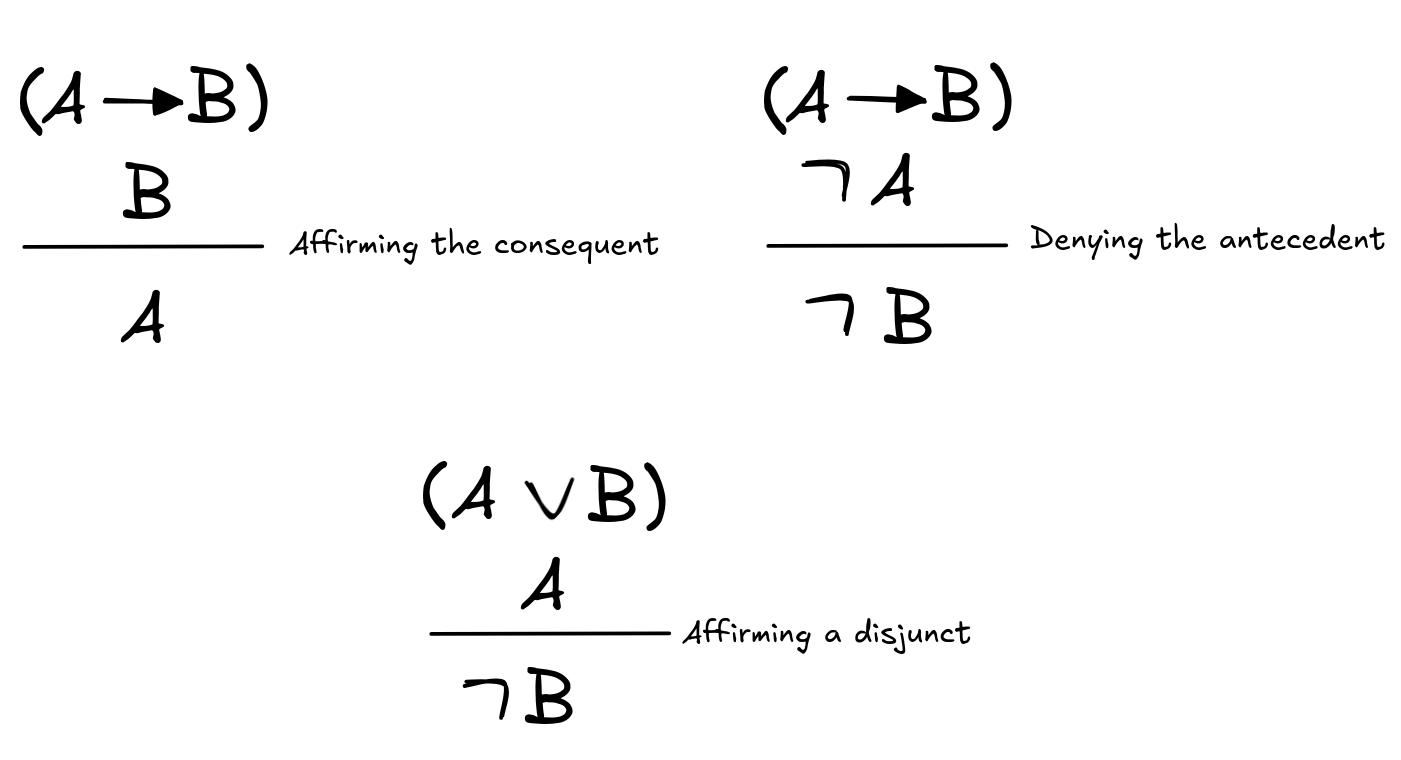 (A → B)
B
Affirming the consequent
A
(A → B)
¬A
Denying the antecedent
¬B
(A ∨ B)
A
Affirming a disjunct
¬B